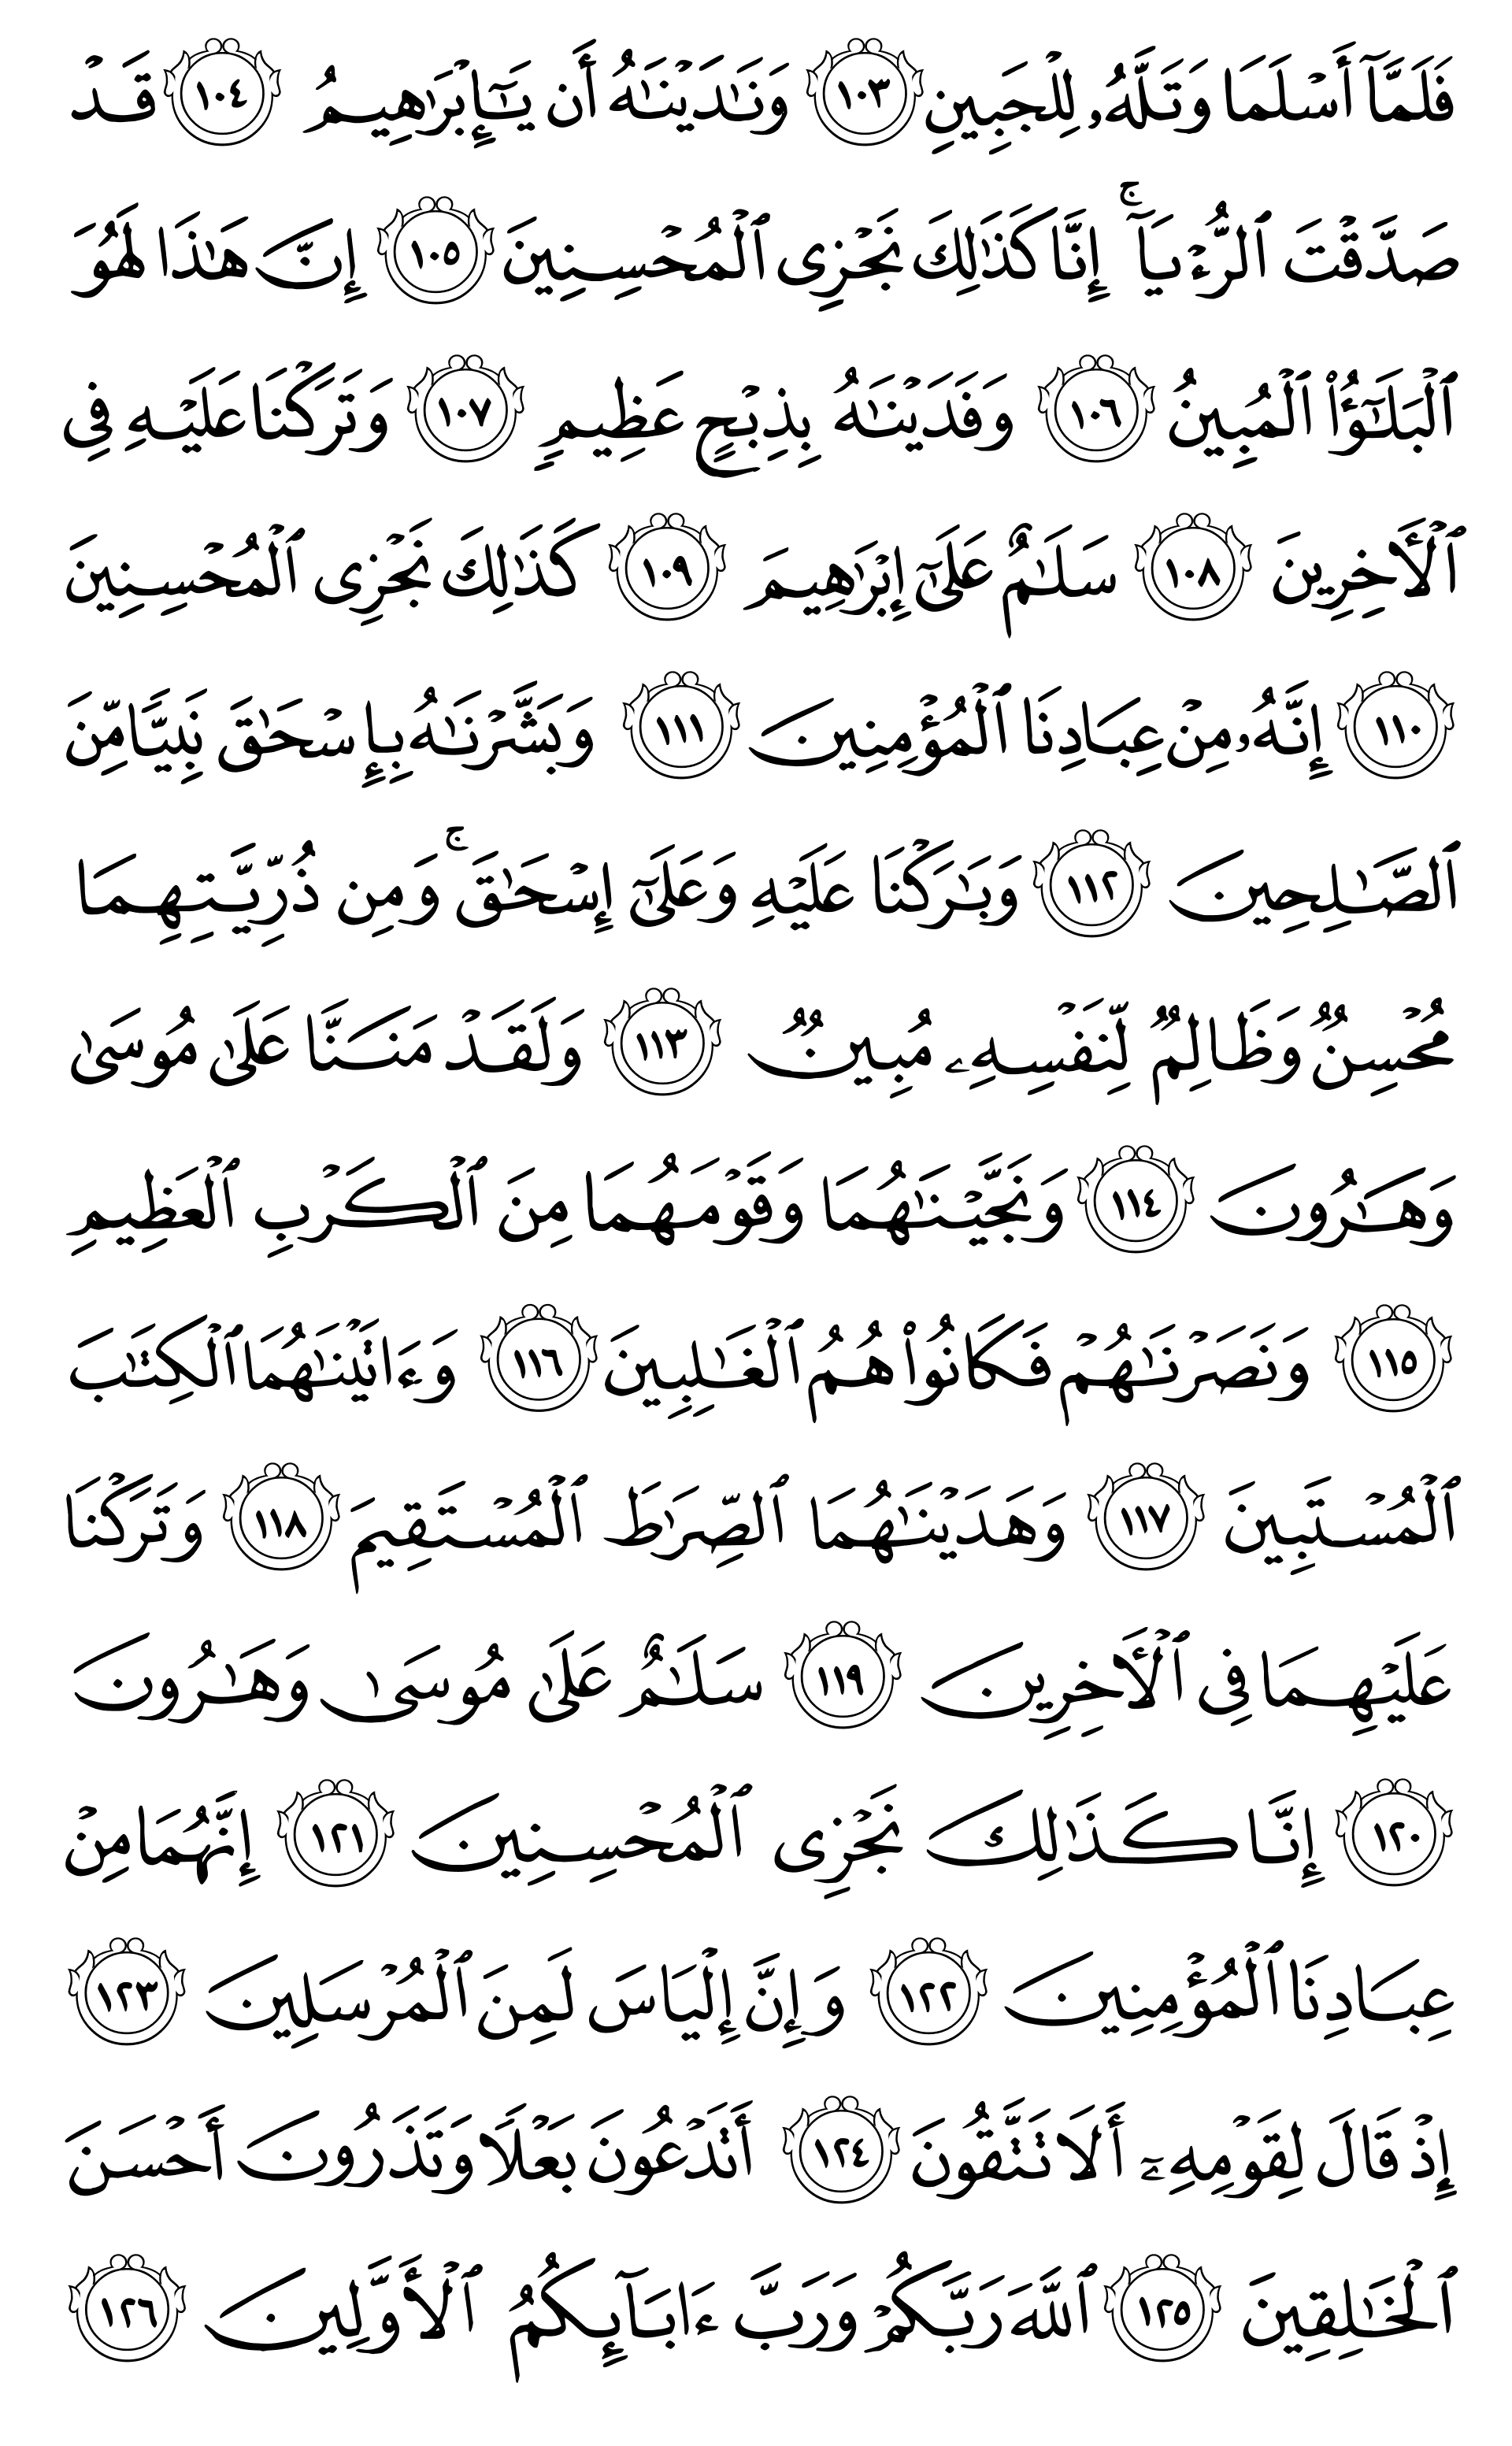 فَلَمَّآ أَسْلَمَا وَتَلَّهُۥ لِلْجَبِينِ ١٠٣ وَنَٰدَيْنَٰهُ أَن يَٰٓإِبْرَٰهِيمُ ١٠٤ قَدْ
صَدَّقْتَ ٱلرُّءْيَآ ۚ إِنَّا كَذَٰلِكَ نَجْزِى ٱلْمُحْسِنِينَ ١٠٥ إِنَّ هَٰذَا لَهُوَ
ٱلْبَلَٰٓؤُا۟ ٱلْمُبِينُ ١٠٦ وَفَدَيْنَٰهُ بِذِبْحٍ عَظِيمٍ ١٠٧ وَتَرَكْنَا عَلَيْهِ فِى
ٱلْأَخِرِينَ ١٠٨ سَلَٰمٌ عَلَىٰٓ إِبْرَٰهِيمَ ١٠٩ كَذَٰلِكَ نَجْزِى ٱلْمُحْسِنِينَ
١١٠ إِنَّهُۥ مِنْ عِبَادِنَا ٱلْمُؤْمِنِينَ ١١١ وَبَشَّرْنَٰهُ بِإِسْحَٰقَ نَبِيًّا مِّنَ
ٱلصَّٰلِحِينَ ١١٢ وَبَٰرَكْنَا عَلَيْهِ وَعَلَىٰٓ إِسْحَٰقَ ۚ وَمِن ذُرِّيَّتِهِمَا
مُحْسِنٌ وَظَالِمٌ لِّنَفْسِهِۦ مُبِينٌ ١١٣ وَلَقَدْ مَنَنَّا عَلَىٰ مُوسَىٰ
وَهَٰرُونَ ١١٤ وَنَجَّيْنَٰهُمَا وَقَوْمَهُمَا مِنَ ٱلْكَرْبِ ٱلْعَظِيمِ
١١٥ وَنَصَرْنَٰهُمْ فَكَانُوا۟ هُمُ ٱلْغَٰلِبِينَ ١١٦ وَءَاتَيْنَٰهُمَا ٱلْكِتَٰبَ
ٱلْمُسْتَبِينَ ١١٧ وَهَدَيْنَٰهُمَا ٱلصِّرَٰطَ ٱلْمُسْتَقِيمَ ١١٨ وَتَرَكْنَا
عَلَيْهِمَا فِى ٱلْأَخِرِينَ ١١٩ سَلَٰمٌ عَلَىٰ مُوسَىٰ وَهَٰرُونَ
١٢٠ إِنَّا كَذَٰلِكَ نَجْزِى ٱلْمُحْسِنِينَ ١٢١ إِنَّهُمَا مِنْ
عِبَادِنَا ٱلْمُؤْمِنِينَ ١٢٢ وَإِنَّ إِلْيَاسَ لَمِنَ ٱلْمُرْسَلِينَ ١٢٣
إِذْ قَالَ لِقَوْمِهِۦٓ أَلَا تَتَّقُونَ ١٢٤ أَتَدْعُونَ بَعْلًا وَتَذَرُونَ أَحْسَنَ
ٱلْخَٰلِقِينَ ١٢٥ ٱللَّهَ رَبَّكُمْ وَرَبَّ ءَابَآئِكُمُ ٱلْأَوَّلِينَ ١٢٦